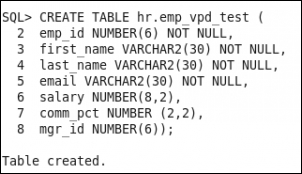 SQL> CREATE TABLE hr.emp_vpd_test (
2 emp_id NUMBER(6) NOT NULL,
3 first_name VARCHAR2(30) NOT NULL,
4 last_name VARCHAR2(30) NOT NULL,
5 email VARCHAR2(30) NOT NULL,
6 salary NUMBER(8,2),
7 comm_pct NUMBER (2,2),
8 mgr_id NUMBER(6));
Table created.